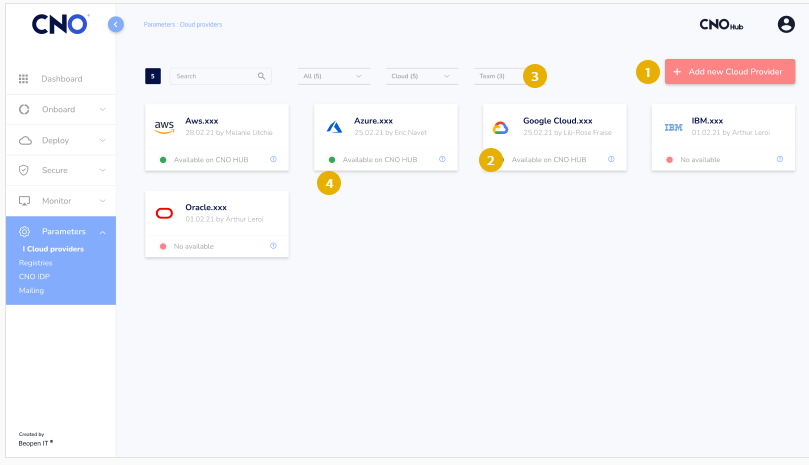 CNO
Parameters : Cloud providers
CNO Hub
5
Search
All (5)
Cloud (5)
Team (3)
3
1
+ Add new Cloud Provider
Dashboard
Onboard
Deploy
Secure
Monitor
Parameters
I Cloud providers
Registries
CNO IDP
Mailing
aws
Aws.xxx
28.02.21 by Melanie Litchie
Available on CNO HUB
Azure.xxx
25.02.21 by Eric Navet
Available on CNO HUB
4
Google Cloud.xxx
25.02.21 by Lili-Rose Fraise
2
Available on CNO HUB
IBM
IBM.xxx
01.02.21 by Arthur Leroi
No available
Oracle.xxx
01.02.21 by Arthur Leroi
No available
Created by
Beopen IT